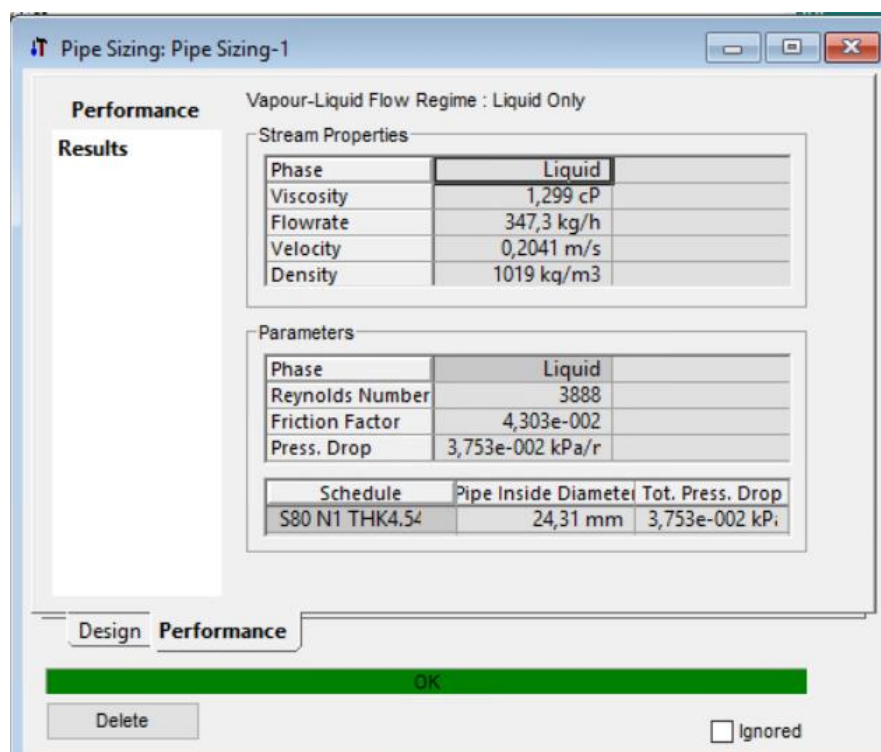 Pipe Sizing: Pipe Sizing-1
Performance
Results
Vapour-Liquid Flow Regime : Liquid Only
Stream Properties
Phase Liquid
Viscosity 1,299 cP
Flowrate 347,3 kg/h
Velocity 0,2041 m/s
Density 1019 kg/m3
Parameters
Phase Liquid
Reynolds Number 3888
Friction Factor 4,303e-002
Press. Drop 3,753e-002 kPa/r
Schedule Pipe Inside Diameter Tot. Press. Drop
S80 N1 THK4.54 24,31 mm 3,753e-002 kPa
Design Performance
OK
Delete
Ignored